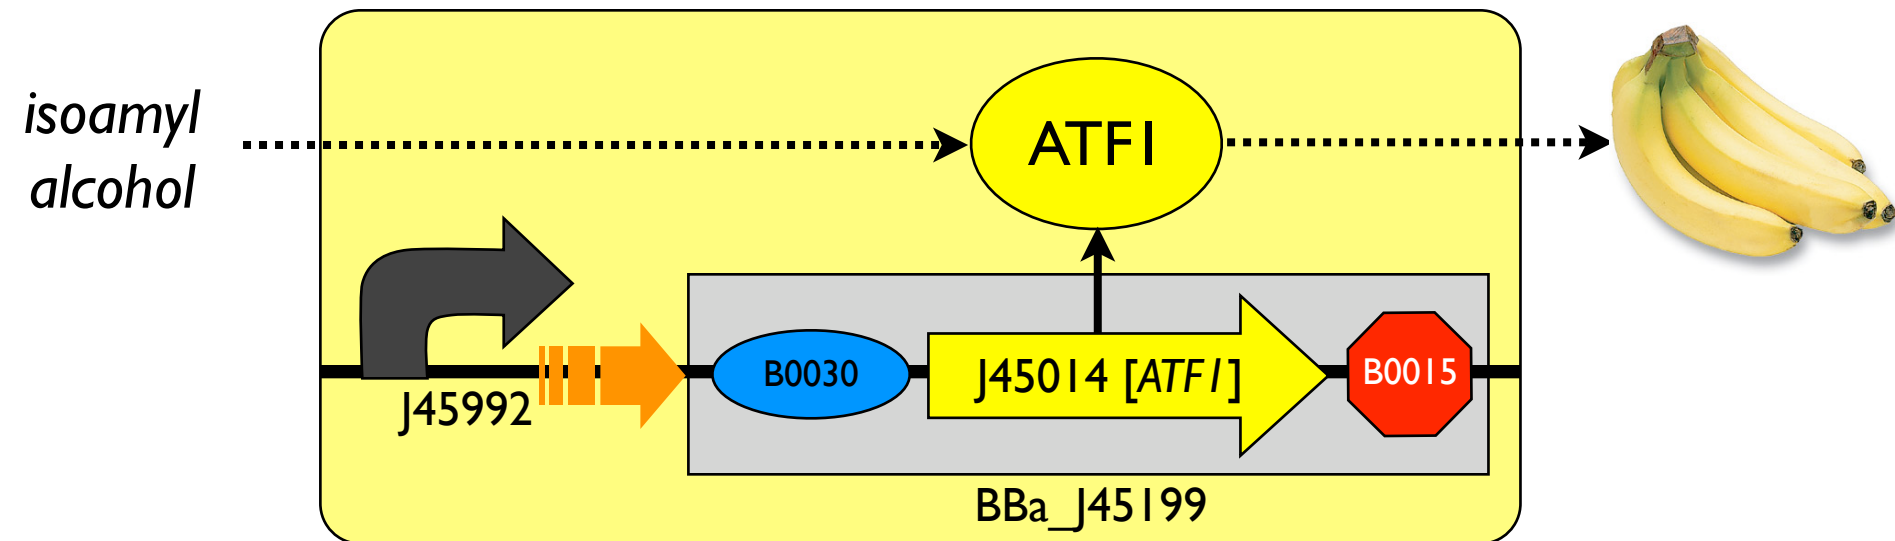 isoamyl
alcohol
ATF1
J45992
B0030
J45014 [ATF1]
B0015
BBa_J45199